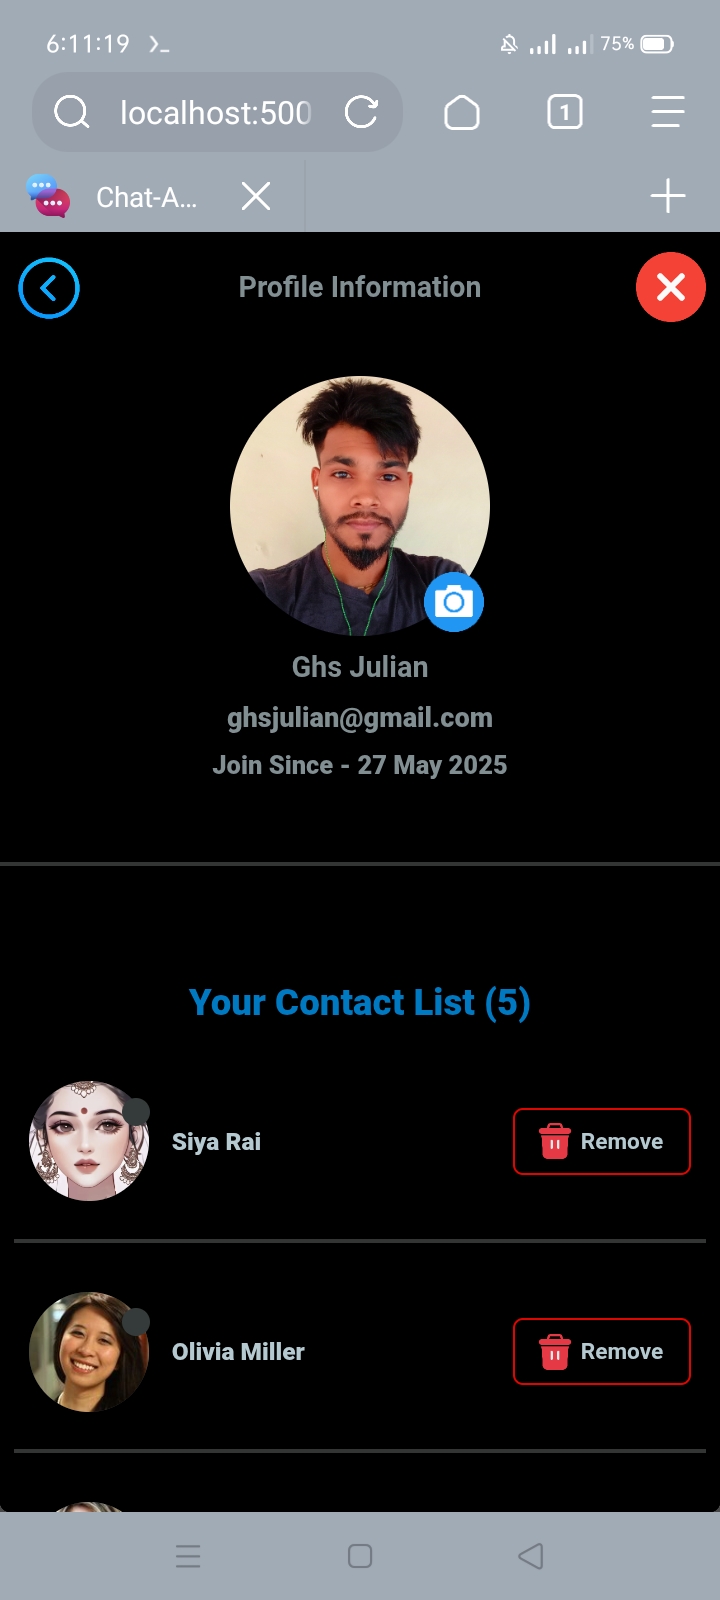 6:11:19
75%
localhost:500
1
Chat-A...
Profile Information
Ghs Julian
ghsjulian@gmail.com
Join Since - 27 May 2025
Your Contact List (5)
Siya Rai
Remove
Olivia Miller
Remove